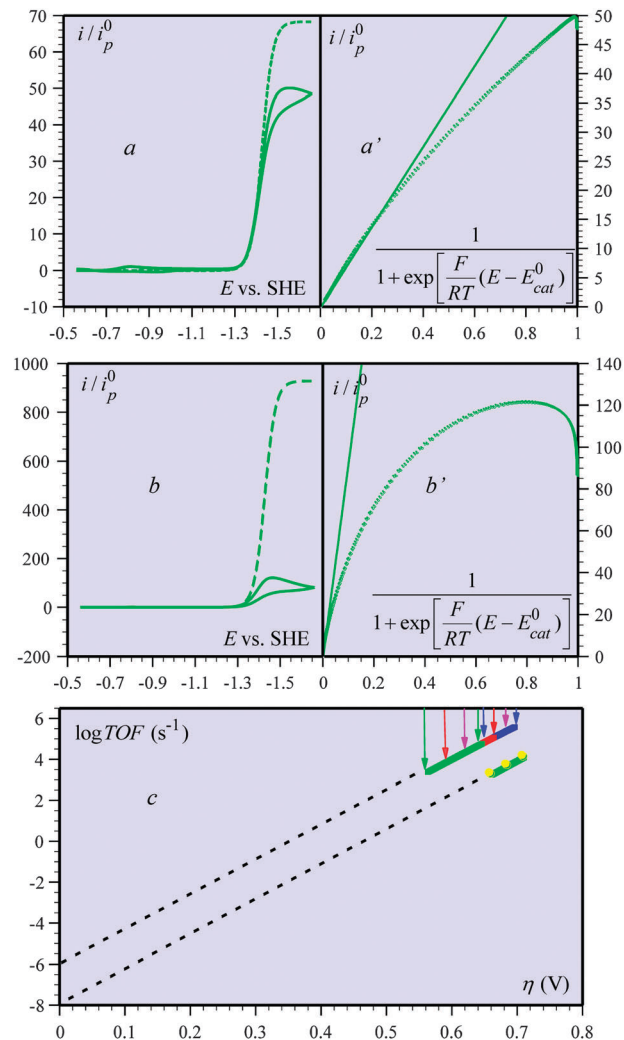 70
60
50
40
30
20
10
0
-10
i/i_p^0
a
E vs. SHE
-0.5 -0.7 -0.9 -1.1 -1.3 -1.5
i/i_p^0
a’
1
1+exp[F/RT(E−E^0_cat)]
50
45
40
35
30
25
20
15
10
5
0
0 0.2 0.4 0.6 0.8 1
1000
800
600
400
200
0
-200
i/i_p^0
b
E vs. SHE
-0.5 -0.7 -0.9 -1.1 -1.3 -1.5
i/i_p^0
b’
1
1+exp[F/RT(E−E^0_cat)]
140
120
100
80
60
40
20
0
0 0.2 0.4 0.6 0.8 1
6
4
2
0
-2
-4
-6
-8
logTOF (s^-1)
c
η (V)
0 0.1 0.2 0.3 0.4 0.5 0.6 0.7 0.8